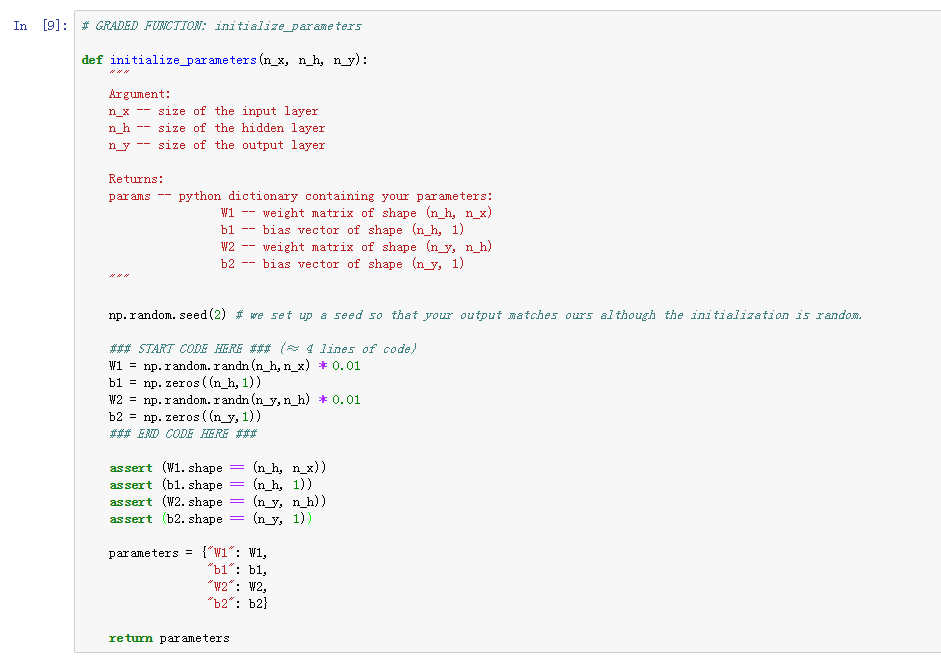 In [9]: # GRADED FUNCTION: initialize_parameters
def initialize_parameters(n_x, n_h, n_y):
"""
Argument:
n_x -- size of the input layer
n_h -- size of the hidden layer
n_y -- size of the output layer
Returns:
params -- python dictionary containing your parameters:
W1 -- weight matrix of shape (n_h, n_x)
b1 -- bias vector of shape (n_h, 1)
W2 -- weight matrix of shape (n_y, n_h)
b2 -- bias vector of shape (n_y, 1)
"""
np.random.seed(2) # we set up a seed so that your output matches ours although the initialization is random.
### START CODE HERE ### (≈ 4 lines of code)
W1 = np.random.randn(n_h,n_x) * 0.01
b1 = np.zeros((n_h,1))
W2 = np.random.randn(n_y,n_h) * 0.01
b2 = np.zeros((n_y,1))
### END CODE HERE ###
assert (W1.shape == (n_h, n_x))
assert (b1.shape == (n_h, 1))
assert (W2.shape == (n_y, n_h))
assert (b2.shape == (n_y, 1))
parameters = {"W1": W1,
"b1": b1,
"W2": W2,
"b2": b2}
return parameters